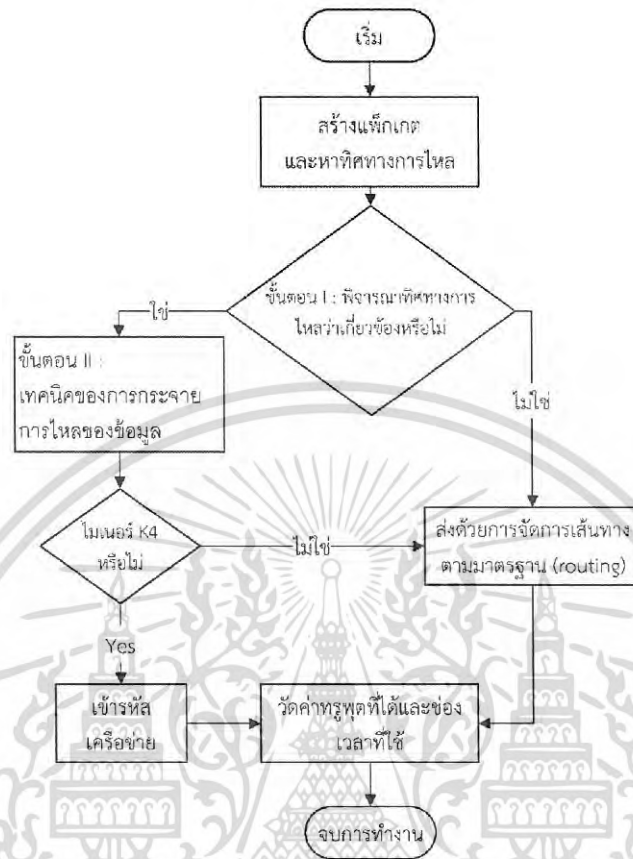 เริ่ม
สร้างแพ็กเกต
และหาทิศทางการไหล
ขั้นตอน I : พิจารณาทิศทางการ
ไหลว่าเกี่ยวข้องหรือไม่
ใช่
ไม่ใช่
ขั้นตอน II :
เทคนิคของการกระจาย
การไหลของข้อมูล
ไมเนอร์ K4
หรือไม่
ไม่ใช่
ส่งด้วยการจัดการเส้นทาง
ตามมาตรฐาน (routing)
Yes
เข้ารหัส
เครือข่าย
วัดค่าทรูพุตที่ได้และช่อง
เวลาที่ใช้
จบการทำงาน